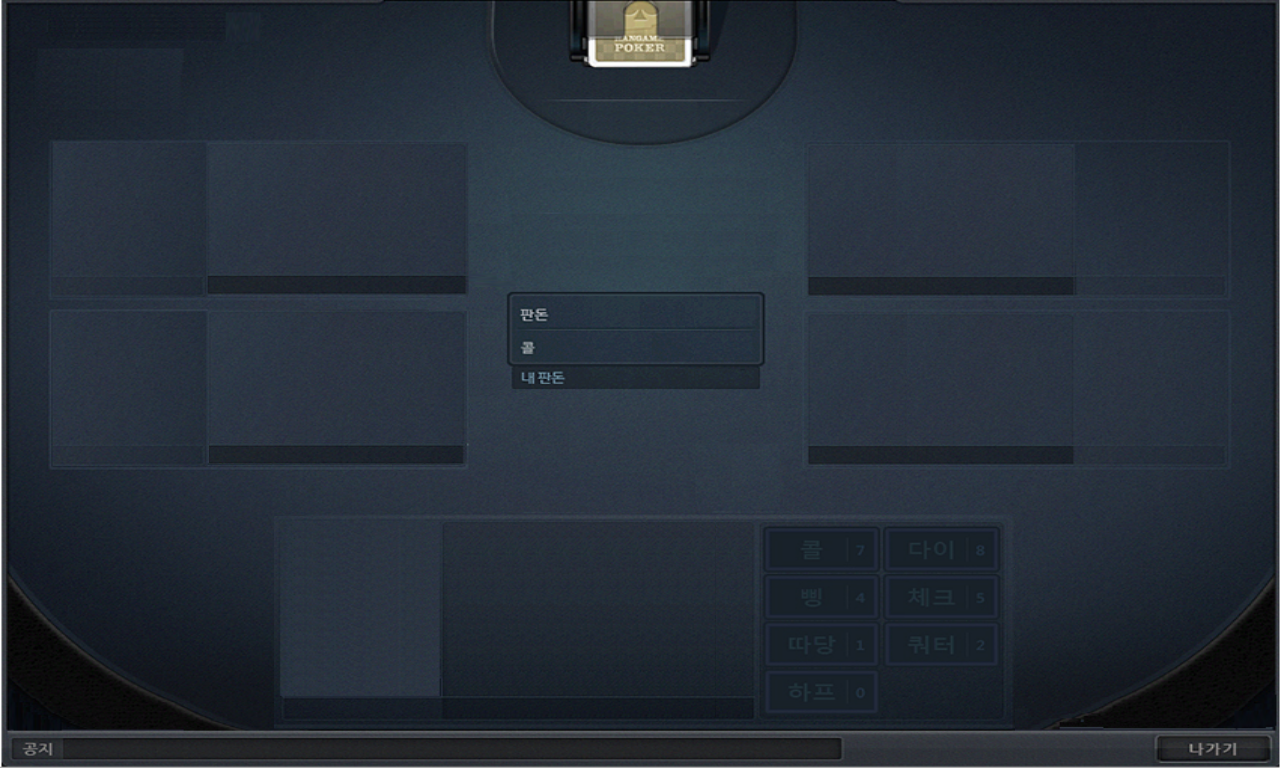 HANGAME
POKER
판돈
콜
내 판돈
콜 7 다이 8
삥 4 체크 5
따당 1 쿼터 2
하프 0
공지
나가기